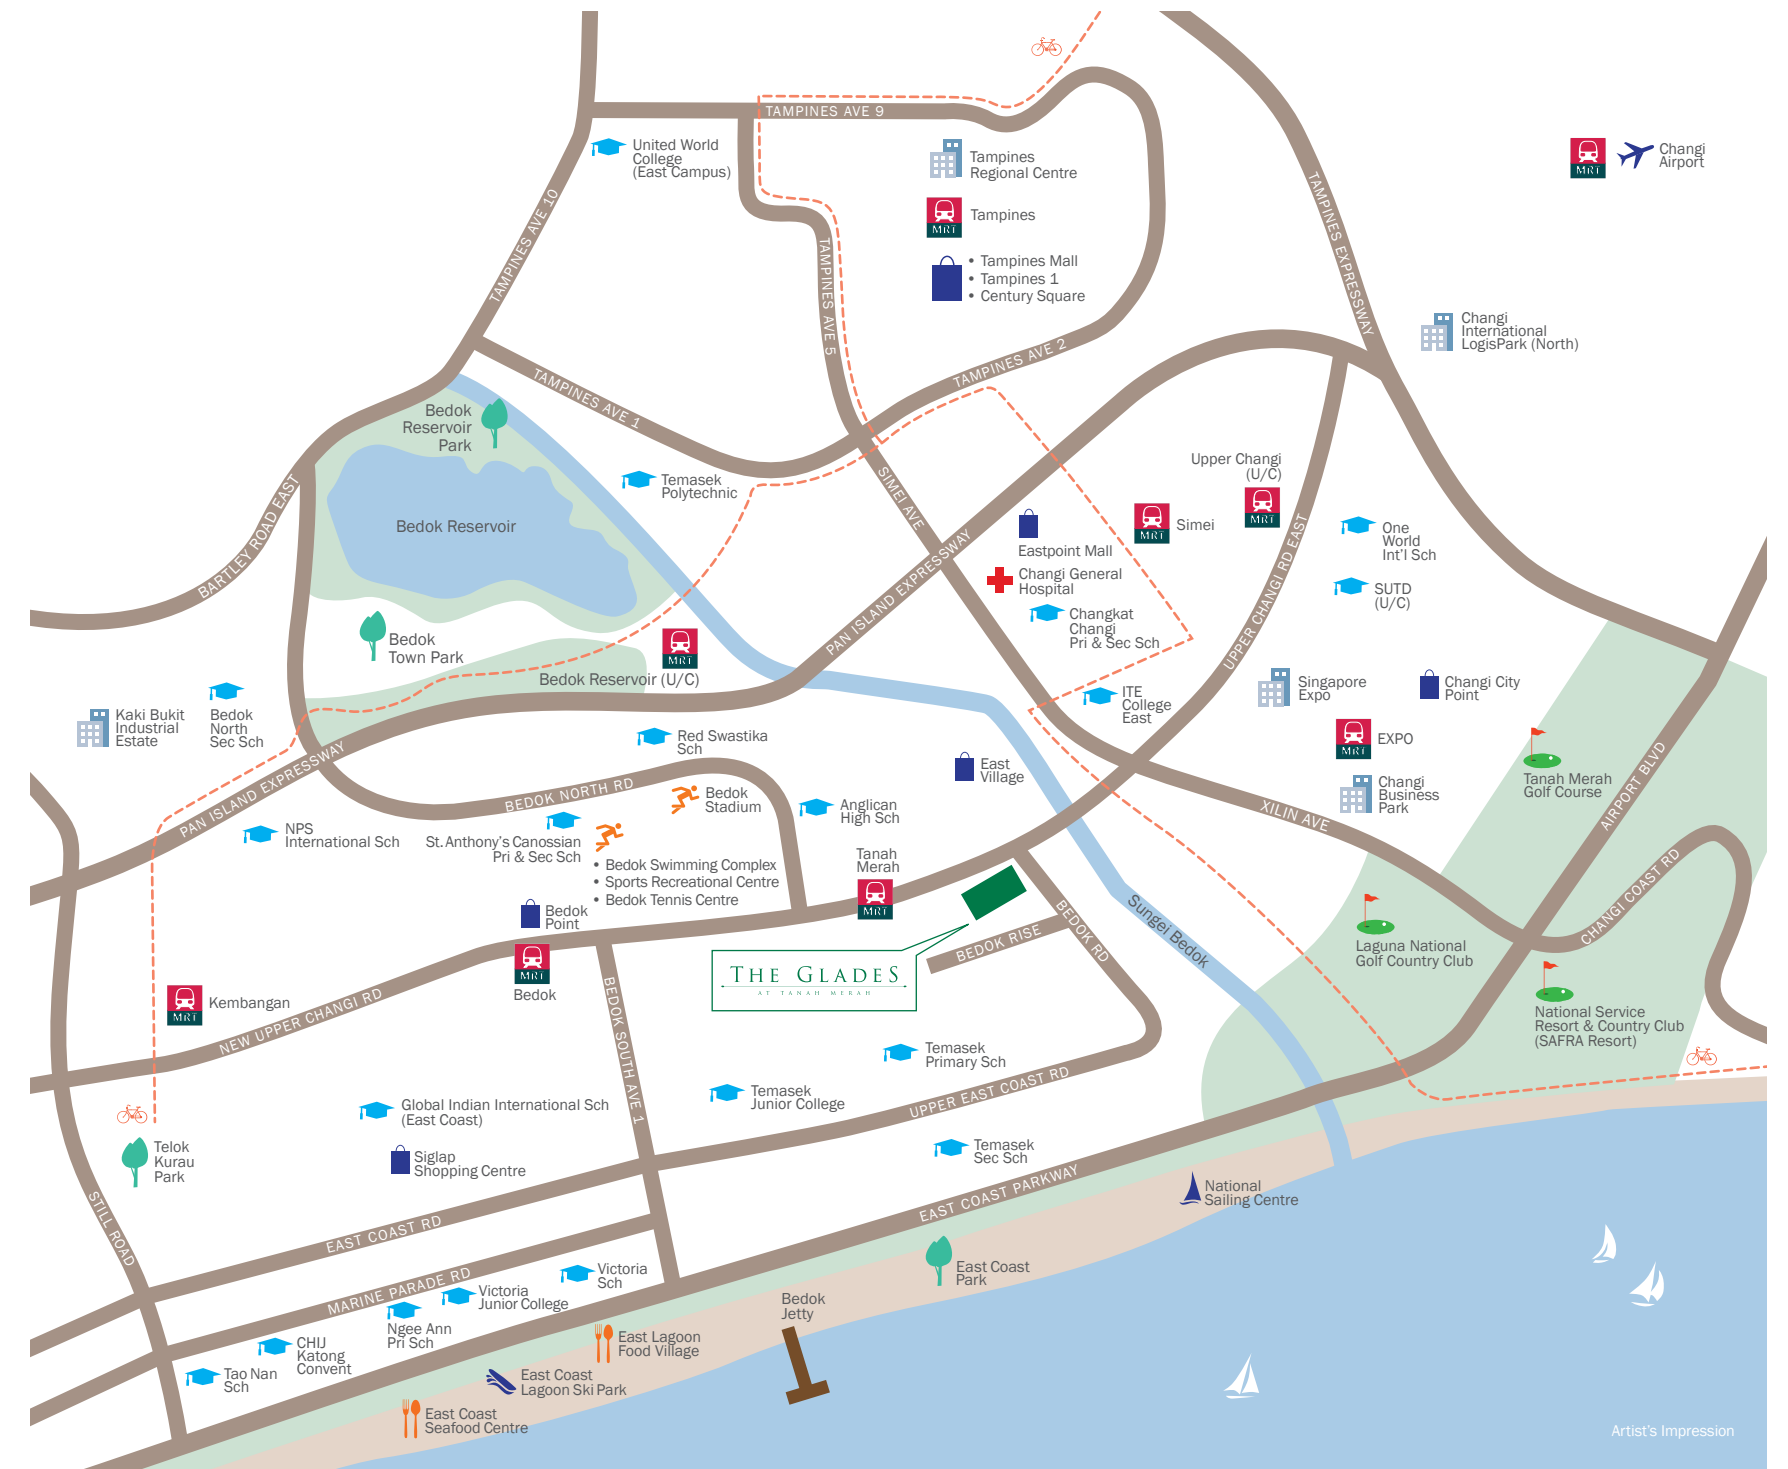 TAMPINES AVE 9
United World
College
(East Campus)
Tampines
Regional Centre
MRT
Tampines
• Tampines Mall
• Tampines 1
• Century Square
MRT
Changi
Airport
TAMPINES AVE 10
TAMPINES AVE 5
TAMPINES EXPRESSWAY
Changi
International
LogisPark (North)
TAMPINES AVE 2
TAMPINES AVE 1
Bedok
Reservoir
Park
Temasek
Polytechnic
Bedok Reservoir
BARTLEY ROAD EAST
SIMEI AVE
PAN ISLAND EXPRESSWAY
Upper Changi
(U/C)
MRT
MRT
Simei
Eastpoint Mall
Changi General
Hospital
Changkat
Changi
Pri & Sec Sch
UPPER CHANGI RD EAST
One
World
Int'l Sch
SUTD
(U/C)
Bedok
Town Park
MRT
Bedok Reservoir (U/C)
ITE
College
East
Singapore
Expo
Changi City
Point
MRT
EXPO
Changi
Business
Park
Kaki Bukit
Industrial
Estate
Bedok
North
Sec Sch
PAN ISLAND EXPRESSWAY
Red Swastika
Sch
East
Village
Tanah Merah
Golf Course
AIRPORT BLVD
BEDOK NORTH RD
Bedok
Stadium
Anglican
High Sch
XILIN AVE
NPS
International Sch
St. Anthony's Canossian
Pri & Sec Sch
• Bedok Swimming Complex
• Sports Recreational Centre
• Bedok Tennis Centre
Tanah
Merah
MRT
CHANGI COAST RD
Bedok
Point
MRT
Bedok
BEDOK RISE
BEDOK RD
Sungei Bedok
Laguna National
Golf Country Club
THE GLADES
AT TANAH MERAH
National Service
Resort & Country Club
(SAFRA Resort)
MRT
Kembangan
NEW UPPER CHANGI RD
BEDOK SOUTH AVE 1
Temasek
Primary Sch
Temasek
Junior College
UPPER EAST COAST RD
Global Indian International Sch
(East Coast)
Siglap
Shopping Centre
Telok
Kurau
Park
Temasek
Sec Sch
EAST COAST PARKWAY
National
Sailing Centre
STILL ROAD
EAST COAST RD
MARINE PARADE RD
Victoria
Sch
Victoria
Junior College
Ngee Ann
Pri Sch
CHIJ
Katong
Convent
Tao Nan
Sch
East Coast
Park
Bedok
Jetty
East Lagoon
Food Village
East Coast
Lagoon Ski Park
East Coast
Seafood Centre
Artist's Impression